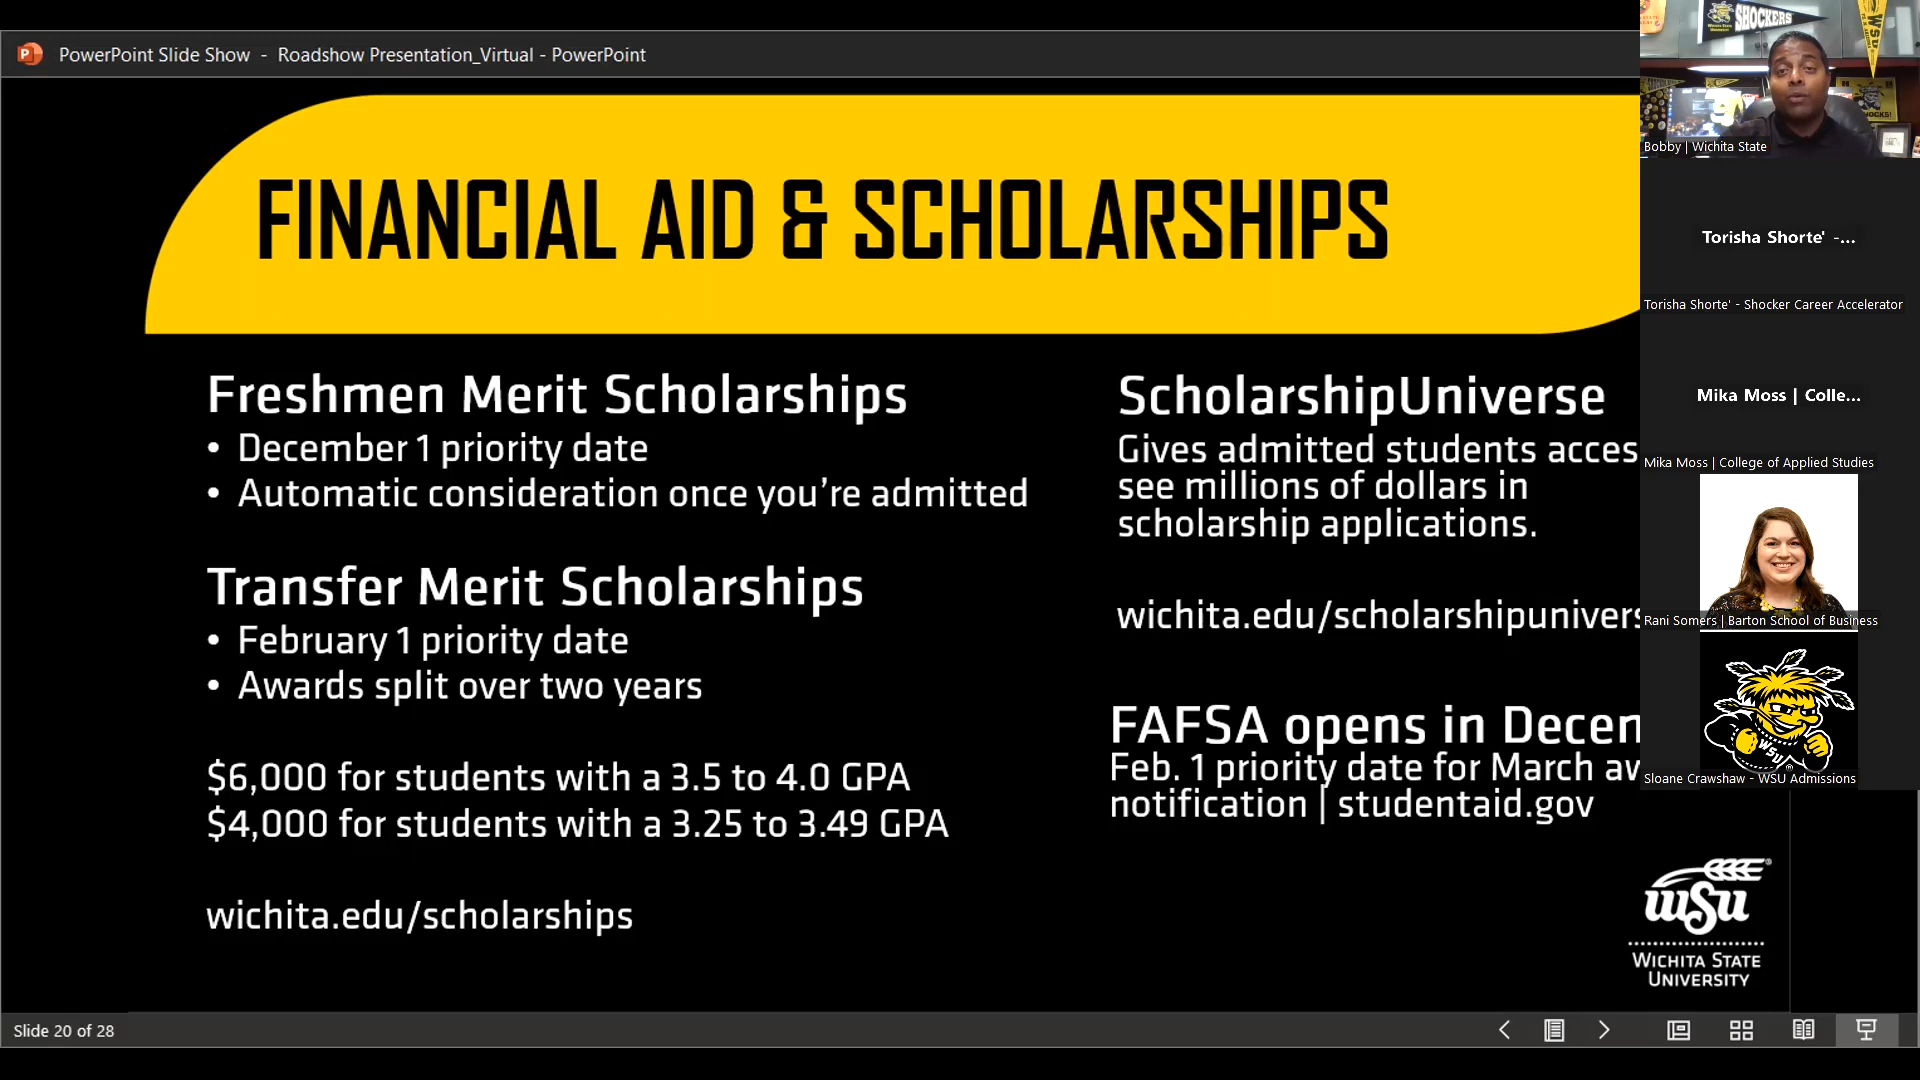 PowerPoint Slide Show - Roadshow Presentation_Virtual - PowerPoint
FINANCIAL AID & SCHOLARSHIPS
Freshmen Merit Scholarships
• December 1 priority date
• Automatic consideration once you’re admitted
Transfer Merit Scholarships
• February 1 priority date
• Awards split over two years
$6,000 for students with a 3.5 to 4.0 GPA
$4,000 for students with a 3.25 to 3.49 GPA
wichita.edu/scholarships
ScholarshipUniverse
Gives admitted students acces
see millions of dollars in
scholarship applications.
wichita.edu/scholarshipunivers
FAFSA opens in Decem
Feb. 1 priority date for March aw
notification | studentaid.gov
wsu
WICHITA STATE
UNIVERSITY
SHOCKERS
WSU
Bobby | Wichita State
Torisha Shorte' -...
Torisha Shorte' - Shocker Career Accelerator
Mika Moss | Colle...
Mika Moss | College of Applied Studies
Rani Somers | Barton School of Business
WSU
Sloane Crawshaw - WSU Admissions
Slide 20 of 28